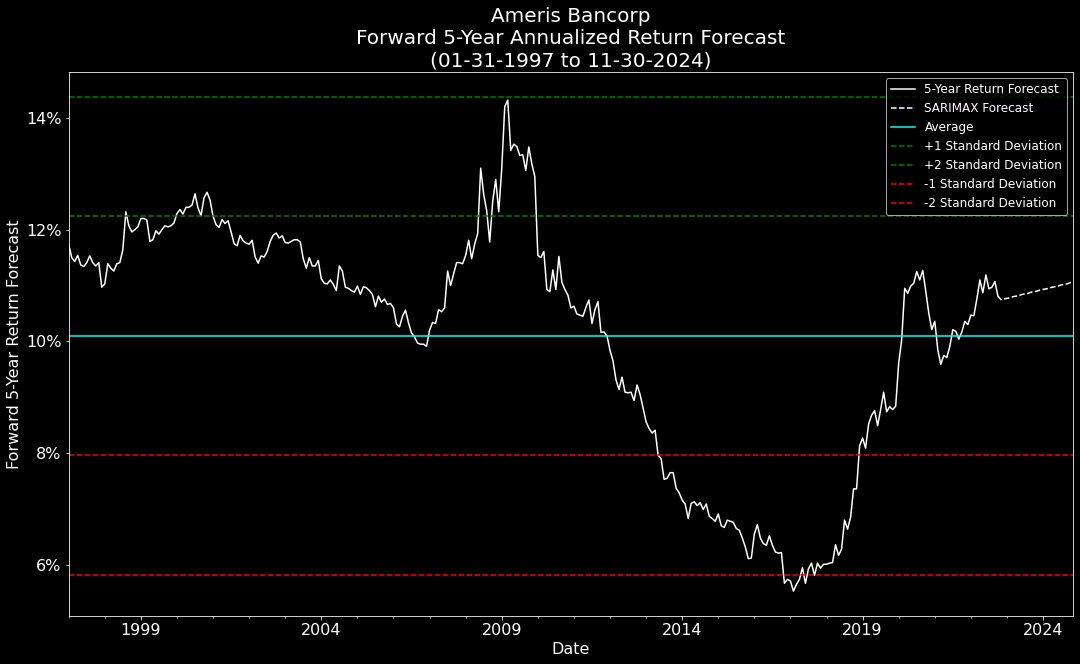 Ameris Bancorp
Forward 5-Year Annualized Return Forecast
(01-31-1997 to 11-30-2024)
5-Year Return Forecast
SARIMAX Forecast
Average
+1 Standard Deviation
+2 Standard Deviation
-1 Standard Deviation
-2 Standard Deviation
Forward 5-Year Return Forecast
14%
12%
10%
8%
6%
1999 2004 2009 2014 2019 2024
Date